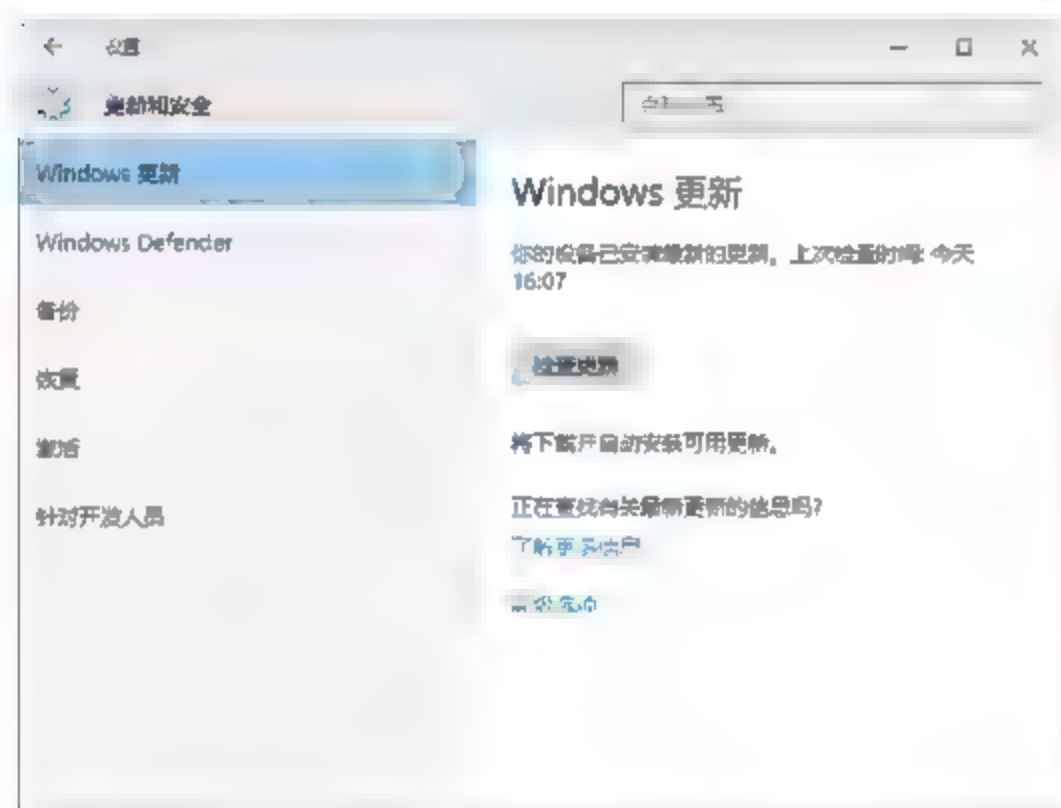 设置
更新和安全
Windows 更新
Windows Defender
备份
恢复
激活
针对开发人员
Windows 更新
你的设备已安装最新的更新。上次检查时间: 今天
16:07
检查更新
将下载并自动安装可用更新。
正在查找有关最新更新的信息吗?
了解更多信息
高级选项